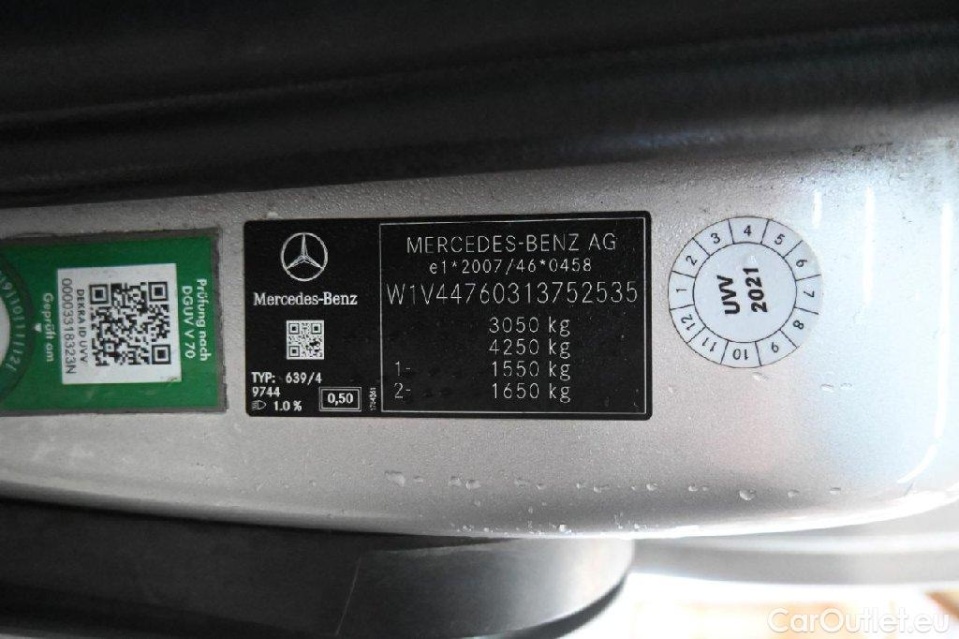 Prüfung nach
DGUV V 70
DEKRA ID UVV
000003318323N
Geprüft am
Mercedes-Benz
TYP: 639/4
9744
1.0 %
0,50
MERCEDES-BENZ AG
e1*2007/46*0458
W1V44760313752535
3050 kg
4250 kg
1- 1550 kg
2- 1650 kg
1 2 3 4 5 6 7 8 9 10 11 12
UVV
2021
CarOutlet.eu